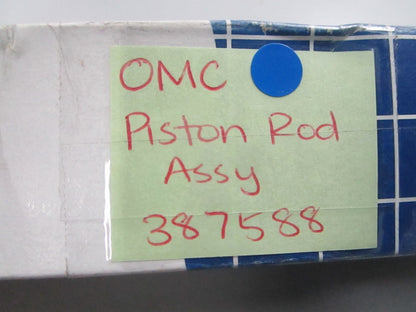 OMC
Piston Rod
Assy
387588